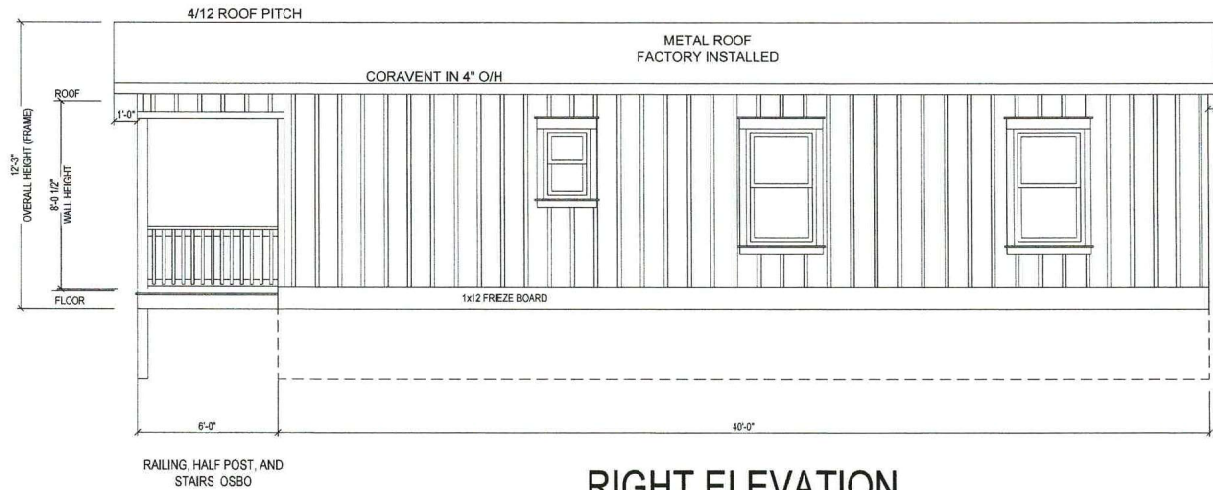 4/12 ROOF PITCH
METAL ROOF
FACTORY INSTALLED
CORAVENT IN 4" O/H
ROOF
1'-0"
12'-3"
OVERALL HEIGHT (FRAME)
8'-0 1/2"
WALL HEIGHT
FLOOR
1x12 FREZE BOARD
6'-0"
40'-0"
RAILING, HALF POST, AND
STAIRS OSBO
RIGHT ELEVATION